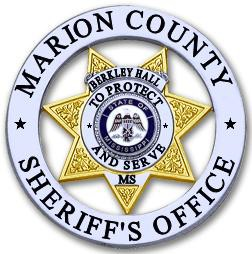 MARION COUNTY
BERKLEY HALL
TO PROTECT
STATE OF
MISSISSIPPI
AND SERVE
MS
SHERIFF'S OFFICE